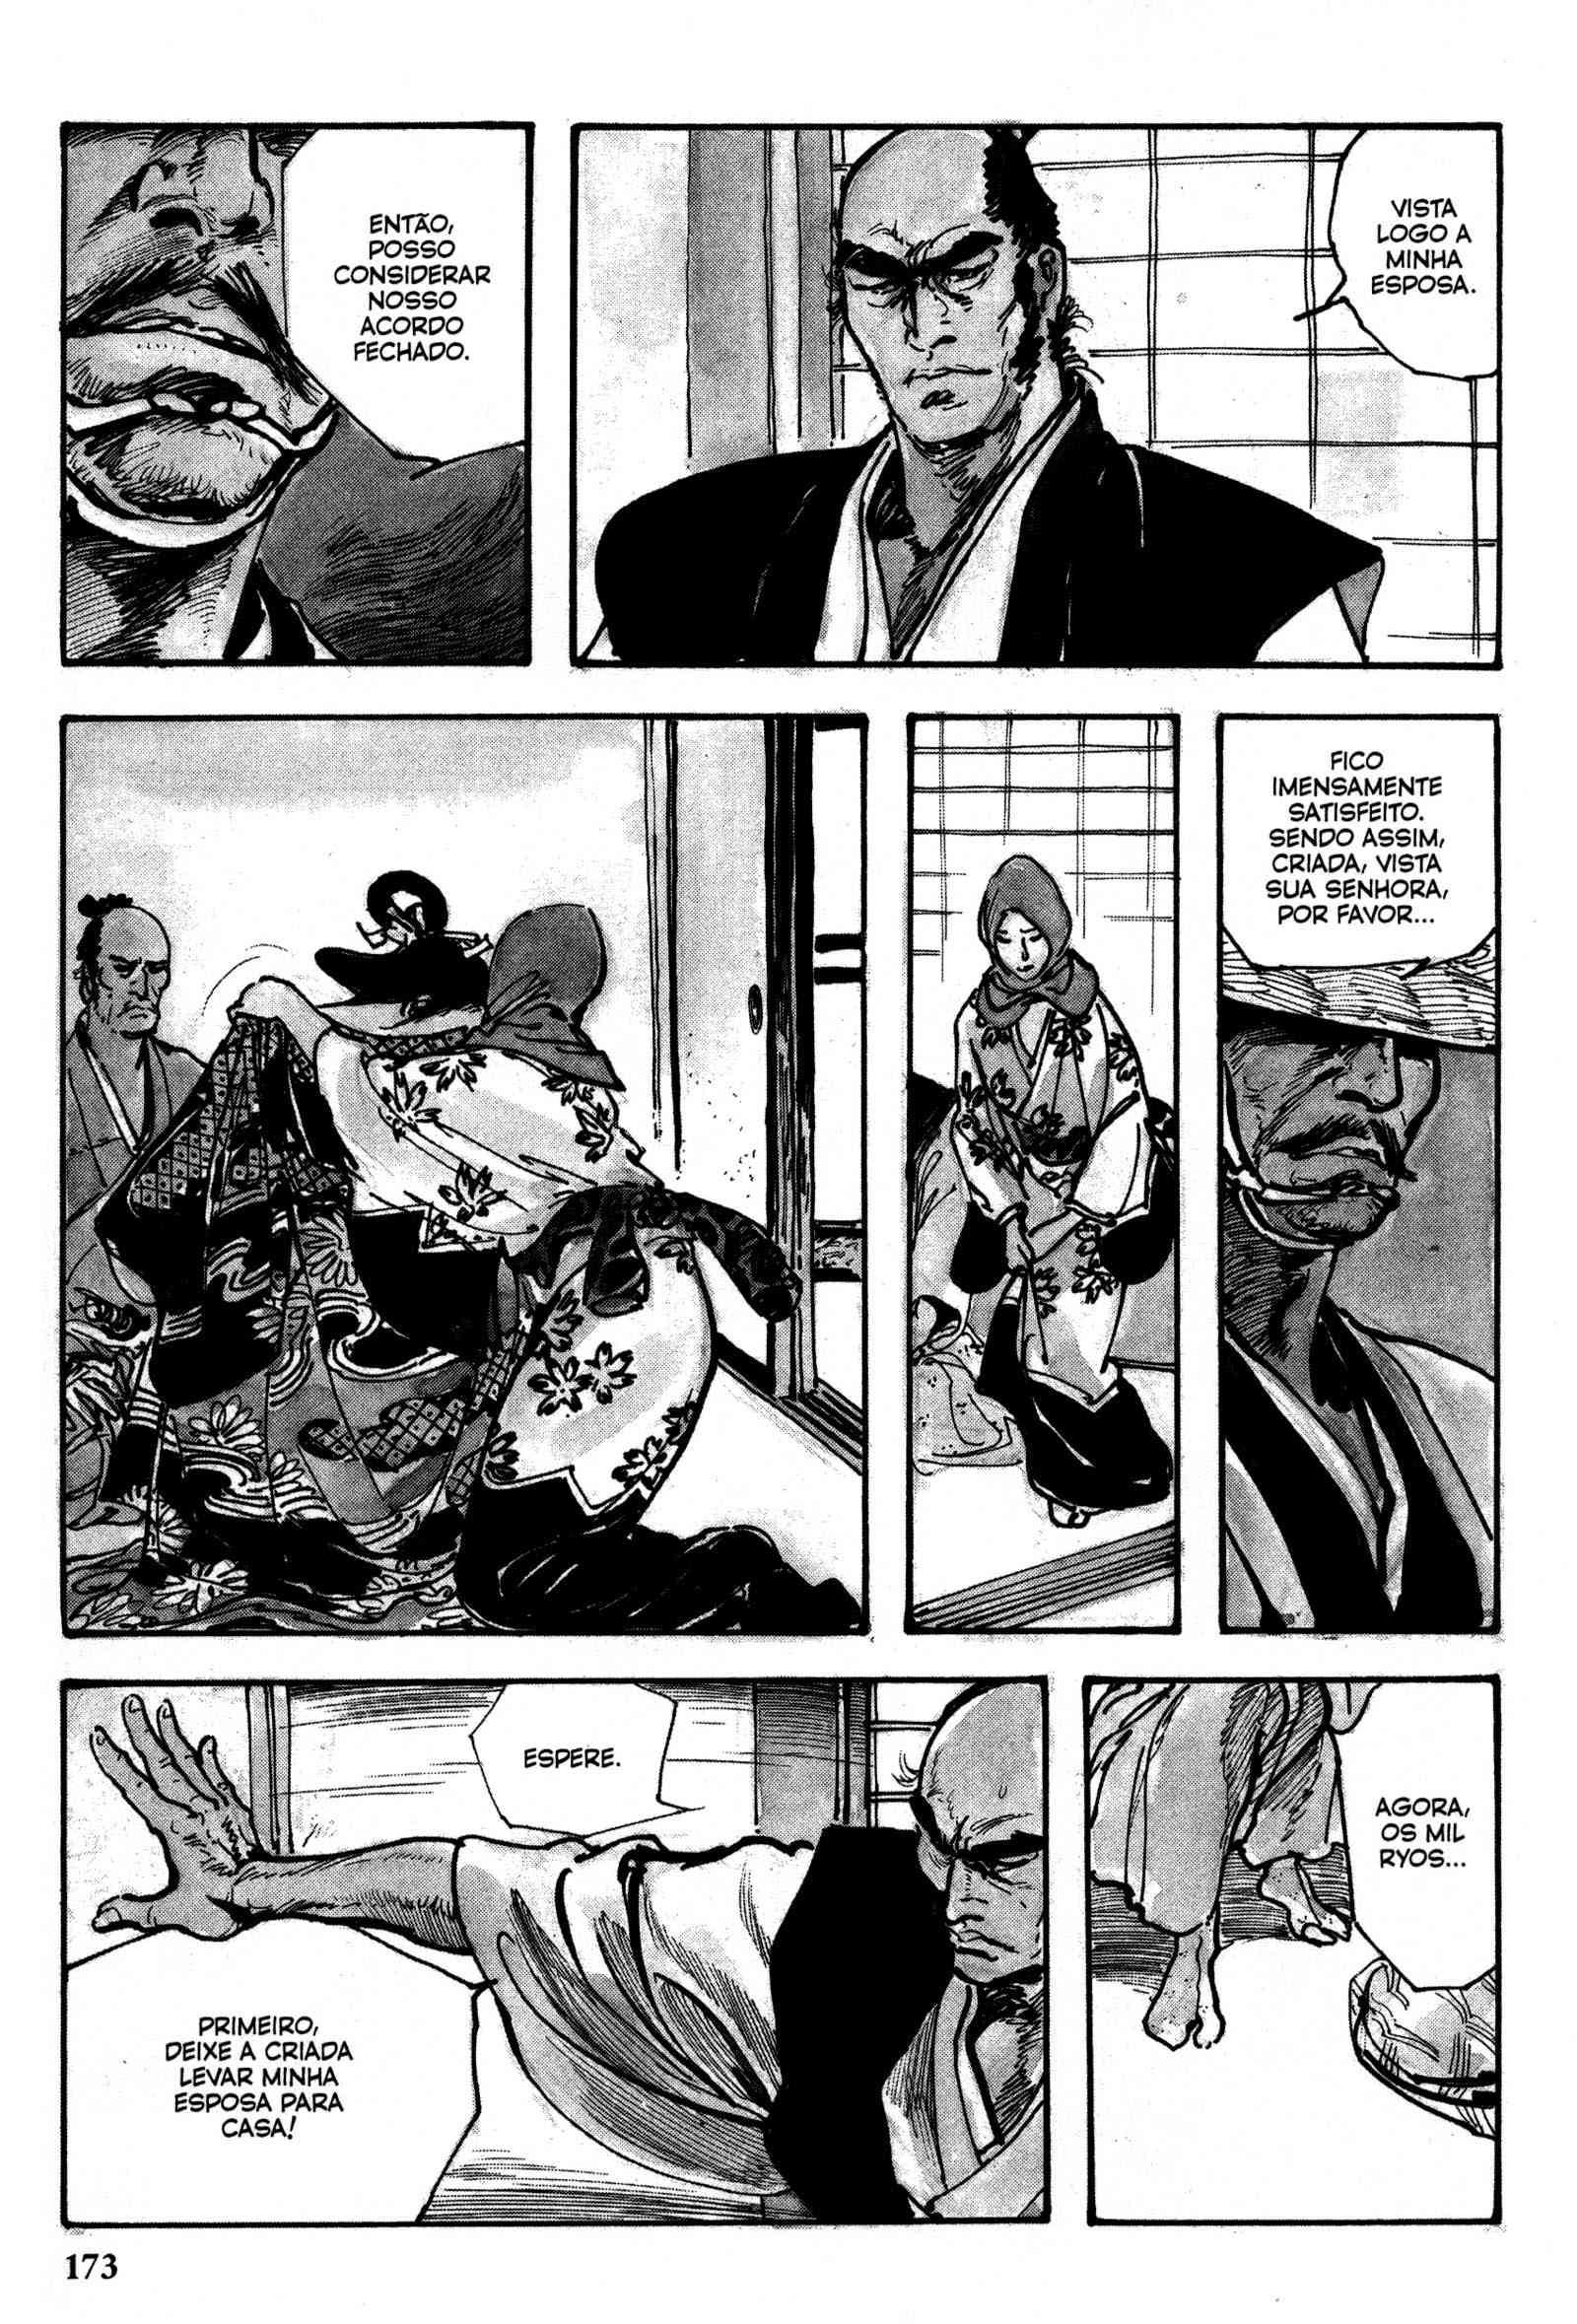 VISTA
LOGO A
MINHA
ESPOSA.
ENTÃO,
POSSO
CONSIDERAR
NOSSO
ACORDO
FECHADO.
FICO
IMENSAMENTE
SATISFEITO.
SENDO ASSIM,
CRIADA, VISTA
SUA SENHORA,
POR FAVOR...
AGORA,
OS MIL
RYOS...
ESPERE.
PRIMEIRO,
DEIXE A CRIADA
LEVAR MINHA
ESPOSA PARA
CASA!
173